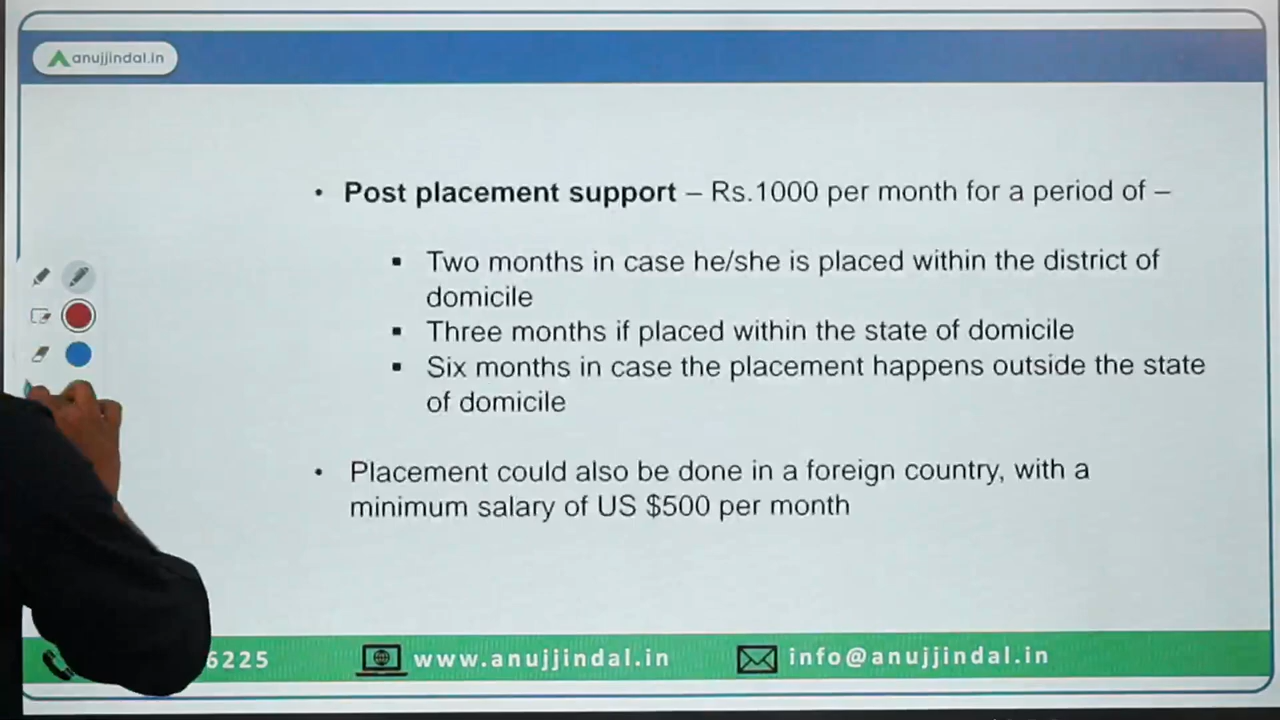 anujjindal.in
• Post placement support – Rs.1000 per month for a period of –
▪ Two months in case he/she is placed within the district of
domicile
▪ Three months if placed within the state of domicile
▪ Six months in case the placement happens outside the state
of domicile
• Placement could also be done in a foreign country, with a
minimum salary of US $500 per month
6225 www.anujjindal.in info@anujjindal.in